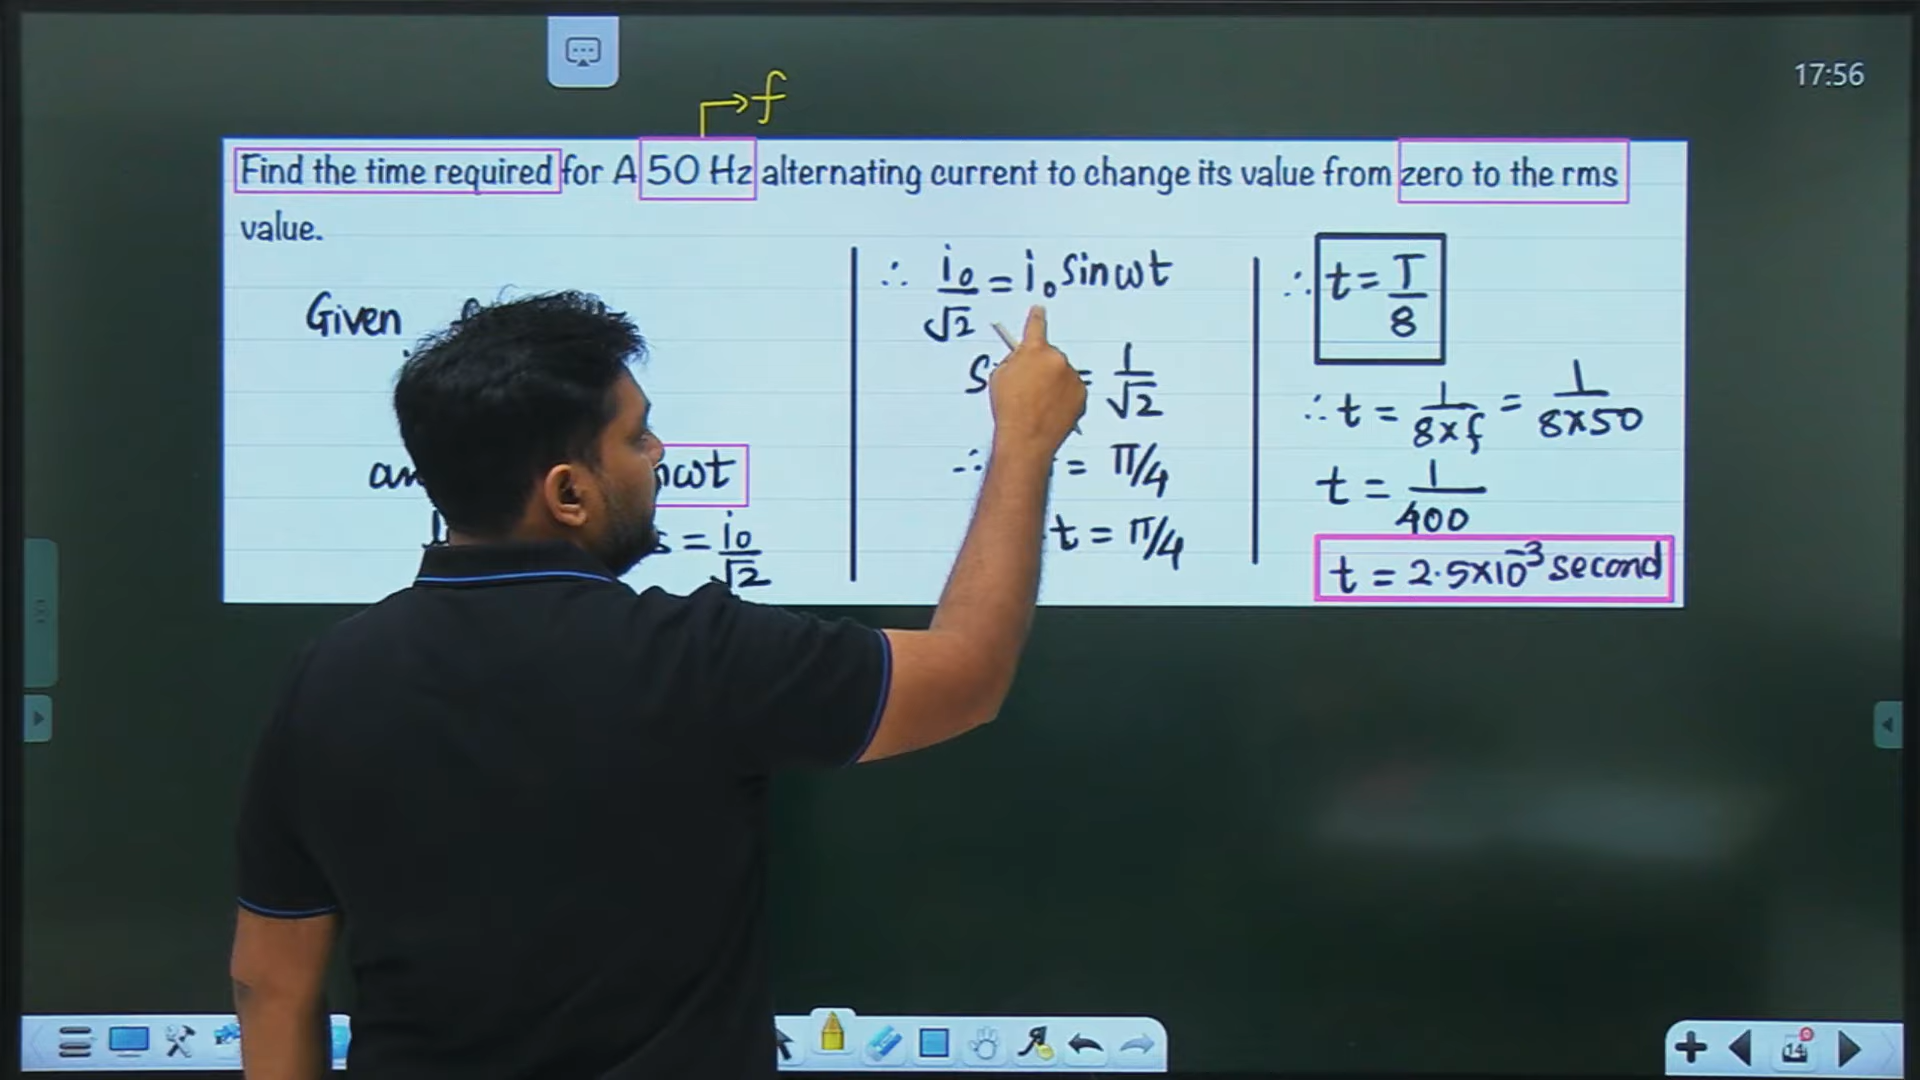 17:56
f
Find the time required for A 50 Hz alternating current to change its value from zero to the rms
value.
Given
nωt
= i₀/√2
∴ i₀/√2 = i₀ Sinωt
= 1/√2
∴ = π/4
t = π/4
∴ t = T/8
∴ t = 1/8×f = 1/8×50
t = 1/400
t = 2.5×10⁻³ second
14